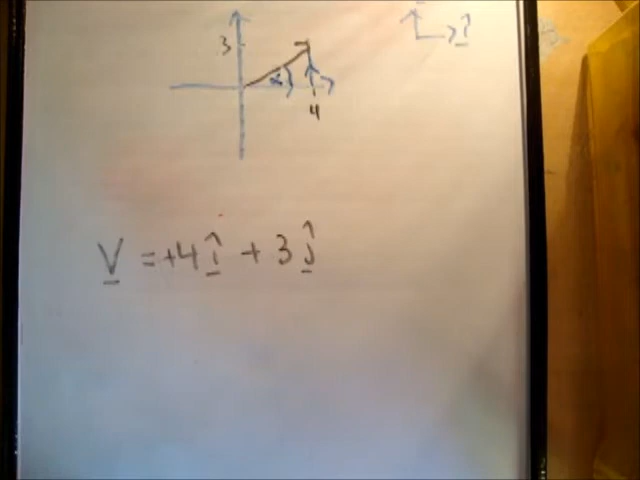 3
î
4
V = +4 î + 3 ĵ